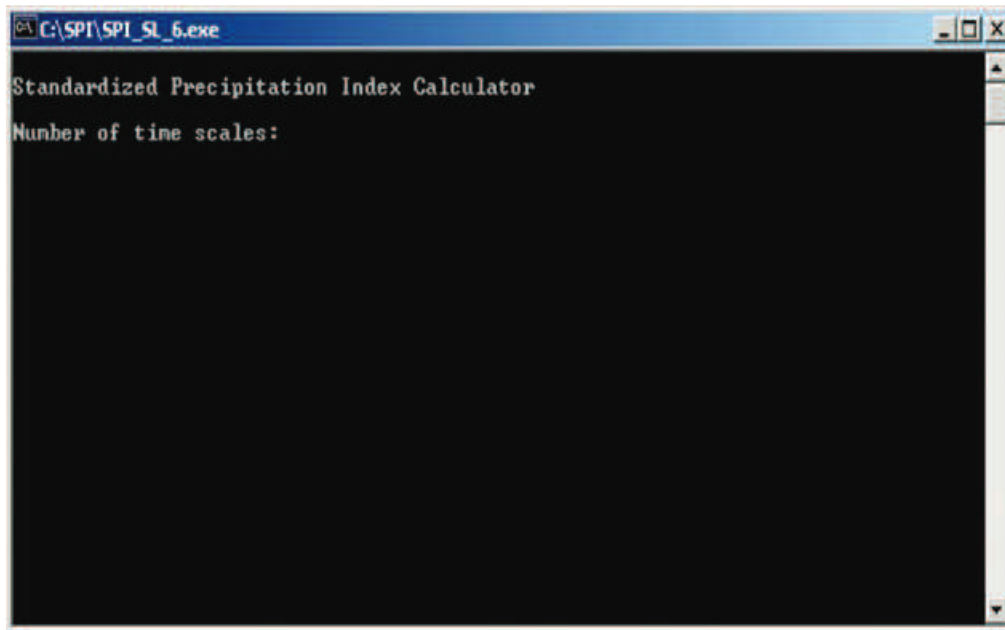 C:\SPI\SPI_SL_6.exe
Standardized Precipitation Index Calculator
Number of time scales: